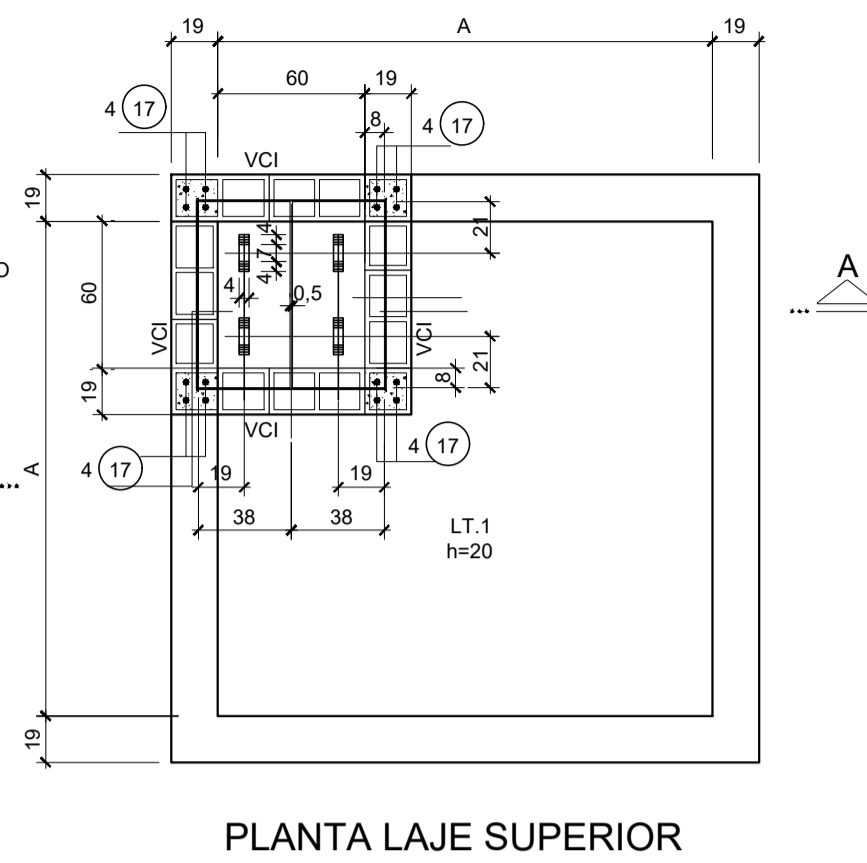 19 A 19
60 19
8
4 17
4 17
VCI
19
21
4
7
4
4
0,5
O
60
A
VCI
VCI
21
8
19
VCI
4 17
4 17
A
19 19
38 38
LT.1
h=20
19
PLANTA LAJE SUPERIOR